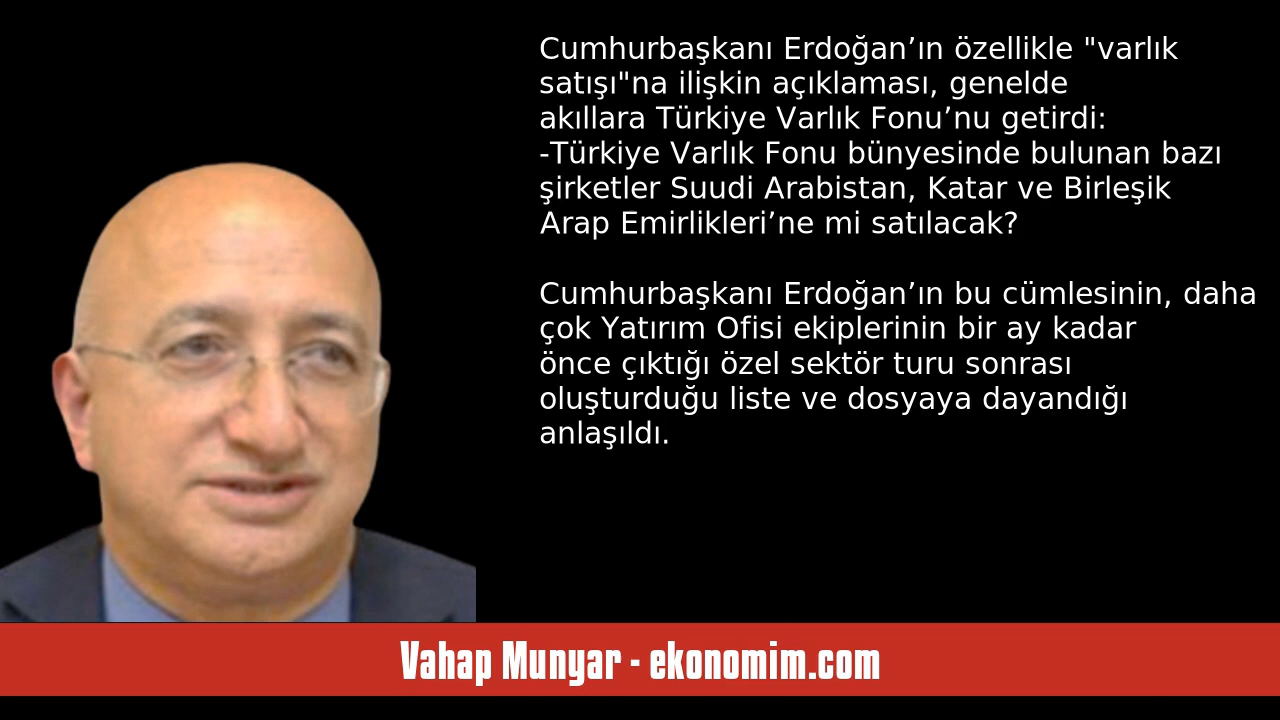 Cumhurbaşkanı Erdoğan’ın özellikle "varlık
satışı"na ilişkin açıklaması, genelde
akıllara Türkiye Varlık Fonu’nu getirdi:
-Türkiye Varlık Fonu bünyesinde bulunan bazı
şirketler Suudi Arabistan, Katar ve Birleşik
Arap Emirlikleri’ne mi satılacak?
Cumhurbaşkanı Erdoğan’ın bu cümlesinin, daha
çok Yatırım Ofisi ekiplerinin bir ay kadar
önce çıktığı özel sektör turu sonrası
oluşturduğu liste ve dosyaya dayandığı
anlaşıldı.
Vahap Munyar - ekonomim.com